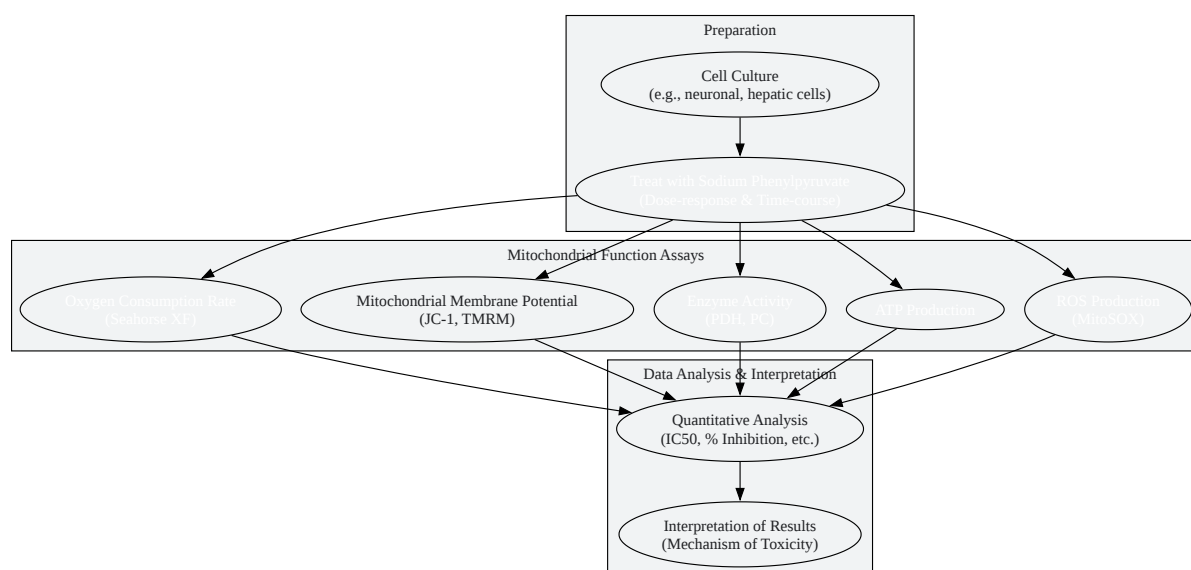 Preparation
Cell Culture
(e.g., neuronal, hepatic cells)
Treat with Sodium Phenylpyruvate
(Dose-response & Time-course)
Mitochondrial Function Assays
Oxygen Consumption Rate
(Seahorse XF)
Mitochondrial Membrane Potential
(JC-1, TMRM)
Enzyme Activity
(PDH, PC)
ATP Production
ROS Production
(MitoSOX)
Data Analysis & Interpretation
Quantitative Analysis
(IC50, % Inhibition, etc.)
Interpretation of Results
(Mechanism of Toxicity)